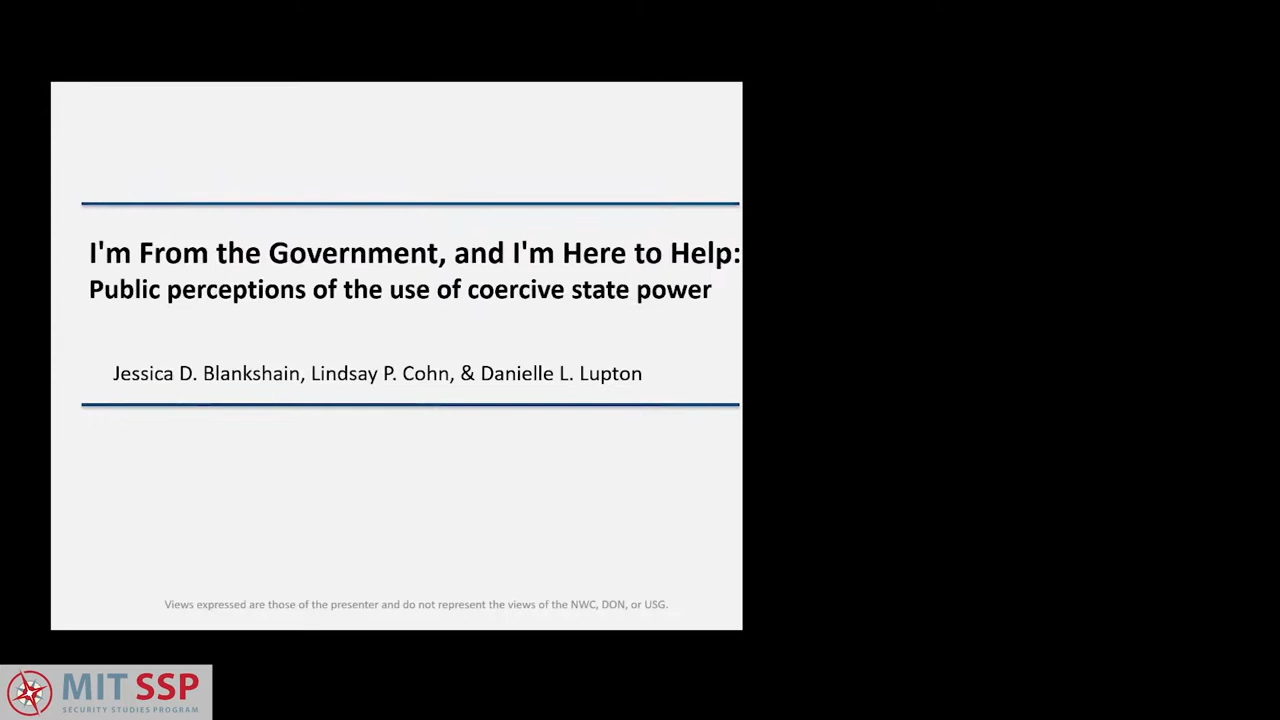 I'm From the Government, and I'm Here to Help:
Public perceptions of the use of coercive state power
Jessica D. Blankshain, Lindsay P. Cohn, & Danielle L. Lupton
Views expressed are those of the presenter and do not represent the views of the NWC, DON, or USG.
MIT SSP
SECURITY STUDIES PROGRAM